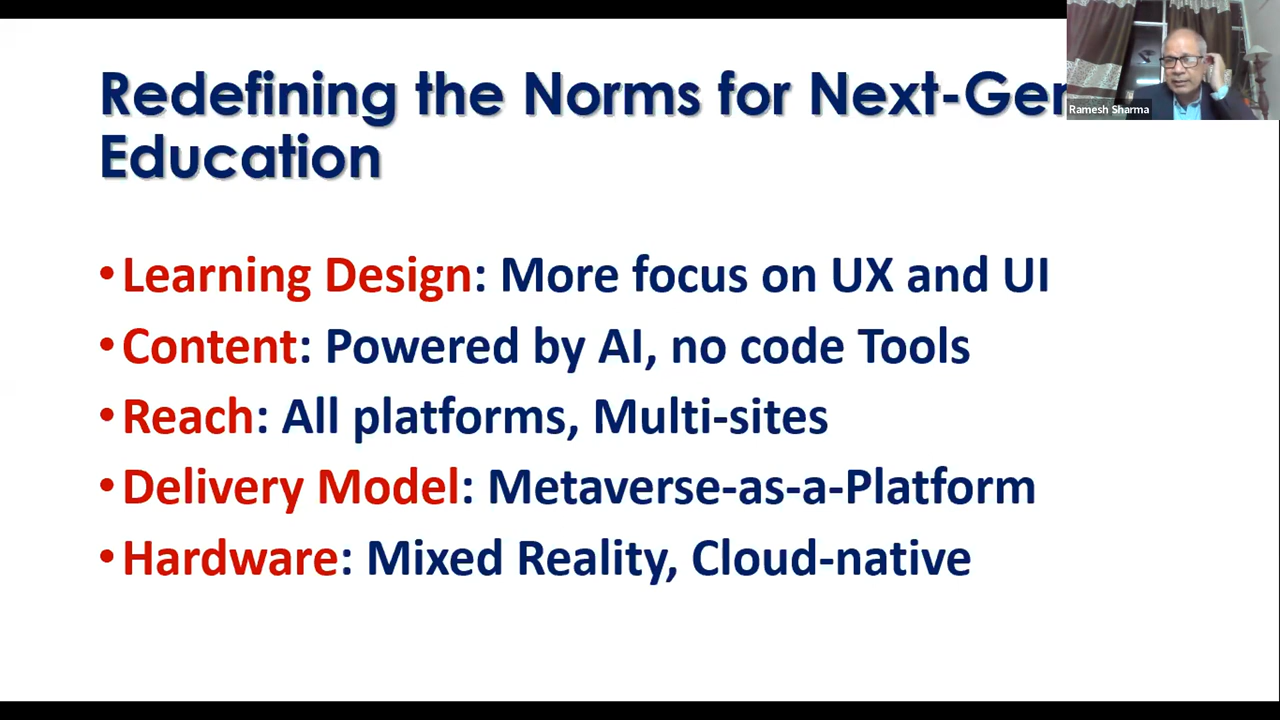 Redefining the Norms for Next-Gen
Education
Ramesh Sharma
•Learning Design: More focus on UX and UI
•Content: Powered by AI, no code Tools
•Reach: All platforms, Multi-sites
•Delivery Model: Metaverse-as-a-Platform
•Hardware: Mixed Reality, Cloud-native